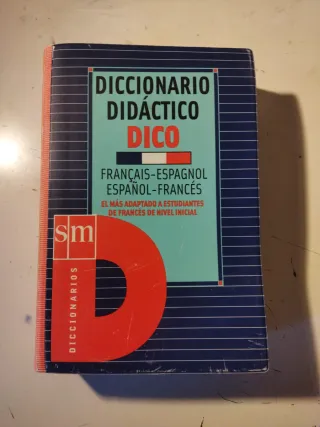 DICCIONARIO
DIDÁCTICO
DICO
FRANÇAIS-ESPAGNOL
ESPAÑOL-FRANCÉS
EL MÁS ADAPTADO A ESTUDIANTES
DE FRANCÉS DE NIVEL INICIAL
sm
DICCIONARIOS
D